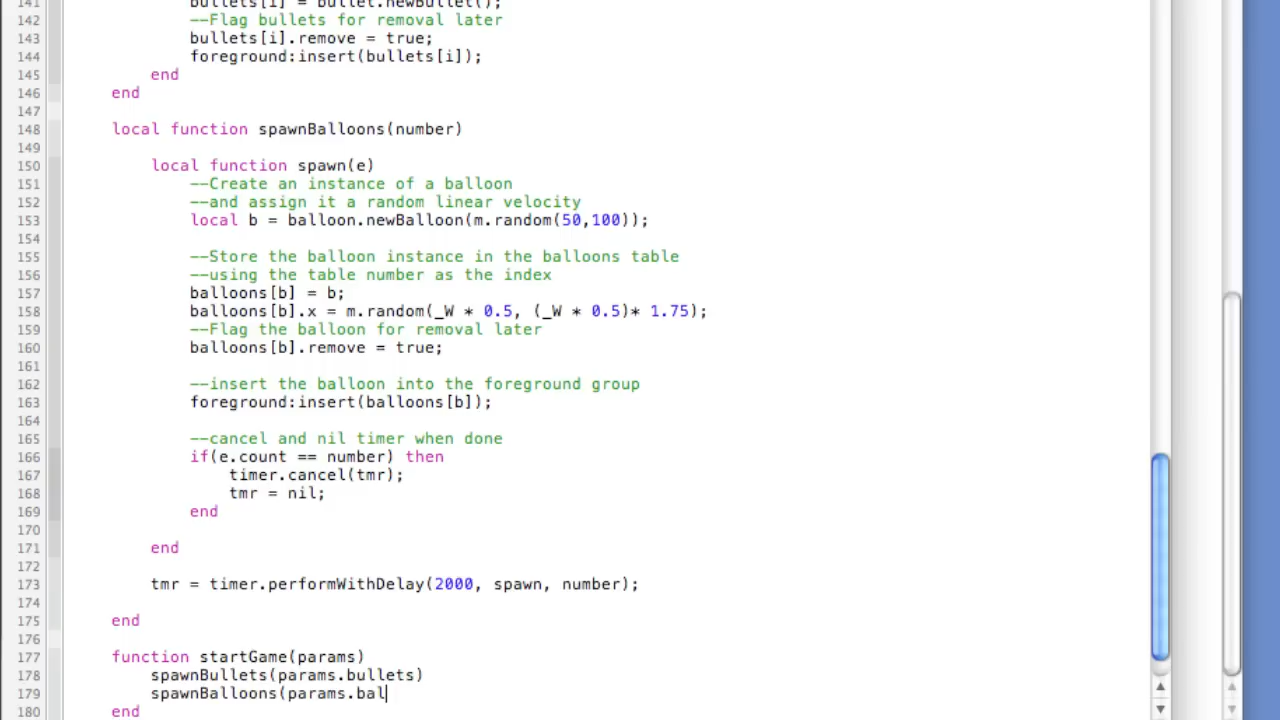 141 bullets[i] = bullet.newBullet();
142 --Flag bullets for removal later
143 bullets[i].remove = true;
144 foreground:insert(bullets[i]);
145 end
146 end
147
148 local function spawnBalloons(number)
149
150 local function spawn(e)
151 --Create an instance of a balloon
152 --and assign it a random linear velocity
153 local b = balloon.newBalloon(m.random(50,100));
154
155 --Store the balloon instance in the balloons table
156 --using the table number as the index
157 balloons[b] = b;
158 balloons[b].x = m.random(_W * 0.5, (_W * 0.5)* 1.75);
159 --Flag the balloon for removal later
160 balloons[b].remove = true;
161
162 --insert the balloon into the foreground group
163 foreground:insert(balloons[b]);
164
165 --cancel and nil timer when done
166 if(e.count == number) then
167 timer.cancel(tmr);
168 tmr = nil;
169 end
170
171 end
172
173 tmr = timer.performWithDelay(2000, spawn, number);
174
175 end
176
177 function startGame(params)
178 spawnBullets(params.bullets)
179 spawnBalloons(params.bal
180 end